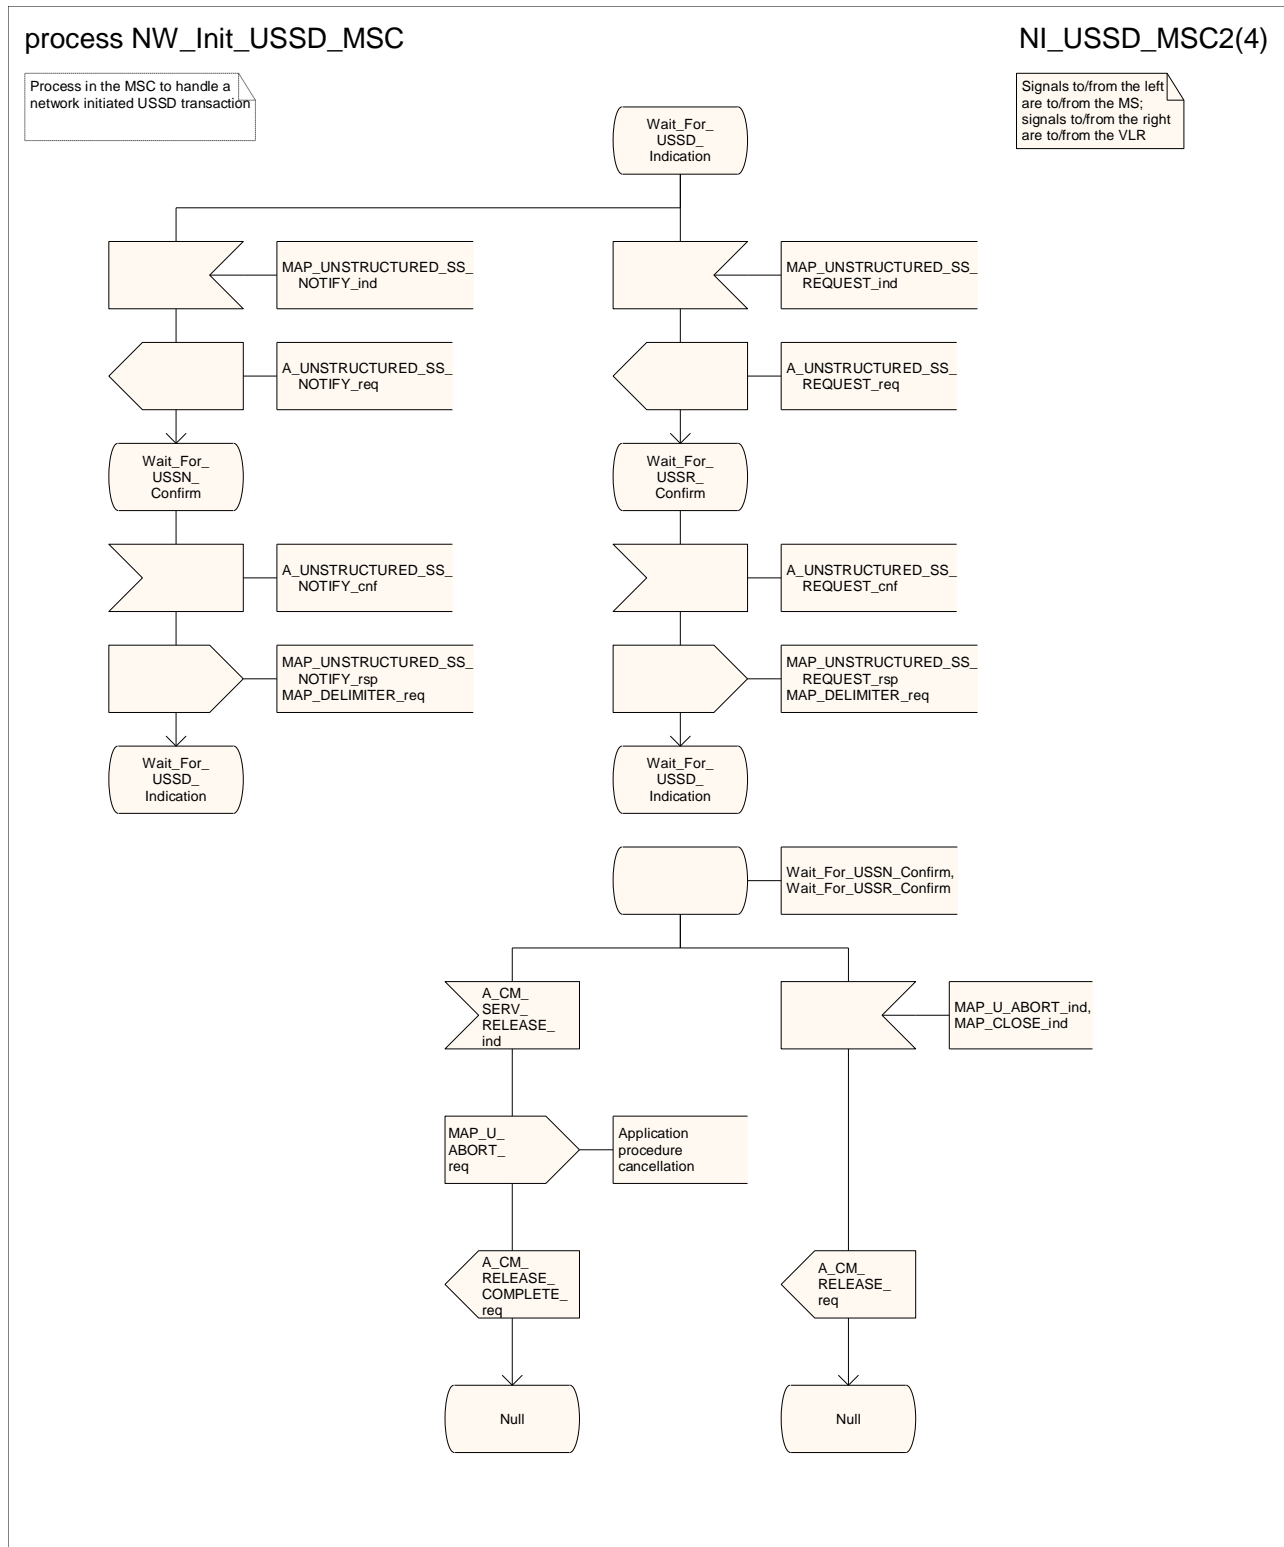 process NW_Init_USSD_MSC
NI_USSD_MSC2(4)
Process in the MSC to handle a
network initiated USSD transaction
Signals to/from the left
are to/from the MS;
signals to/from the right
are to/from the VLR
Wait_For_
USSD_
Indication
MAP_UNSTRUCTURED_SS_
NOTIFY_ind
MAP_UNSTRUCTURED_SS_
REQUEST_ind
A_UNSTRUCTURED_SS_
NOTIFY_req
A_UNSTRUCTURED_SS_
REQUEST_req
Wait_For_
USSN_
Confirm
Wait_For_
USSR_
Confirm
A_UNSTRUCTURED_SS_
NOTIFY_cnf
A_UNSTRUCTURED_SS_
REQUEST_cnf
MAP_UNSTRUCTURED_SS_
NOTIFY_rsp
MAP_DELIMITER_req
MAP_UNSTRUCTURED_SS_
REQUEST_rsp
MAP_DELIMITER_req
Wait_For_
USSD_
Indication
Wait_For_
USSD_
Indication
Wait_For_USSN_Confirm,
Wait_For_USSR_Confirm
A_CM_
SERV_
RELEASE_
ind
MAP_U_ABORT_ind,
MAP_CLOSE_ind
MAP_U_
ABORT_
req
Application
procedure
cancellation
A_CM_
RELEASE_
COMPLETE_
req
A_CM_
RELEASE_
req
Null
Null